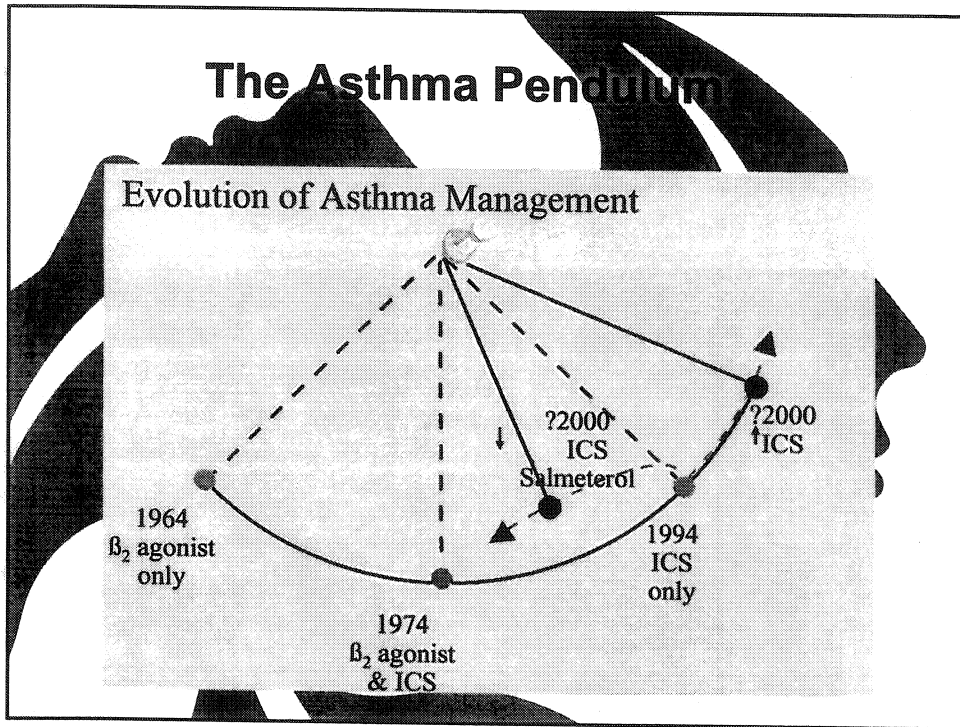 The Asthma Pendulum
Evolution of Asthma Management
1964
ß₂ agonist
only
1974
ß₂ agonist
& ICS
?2000
↓ ICS
Salmeterol
1994
ICS
only
?2000
↑ICS